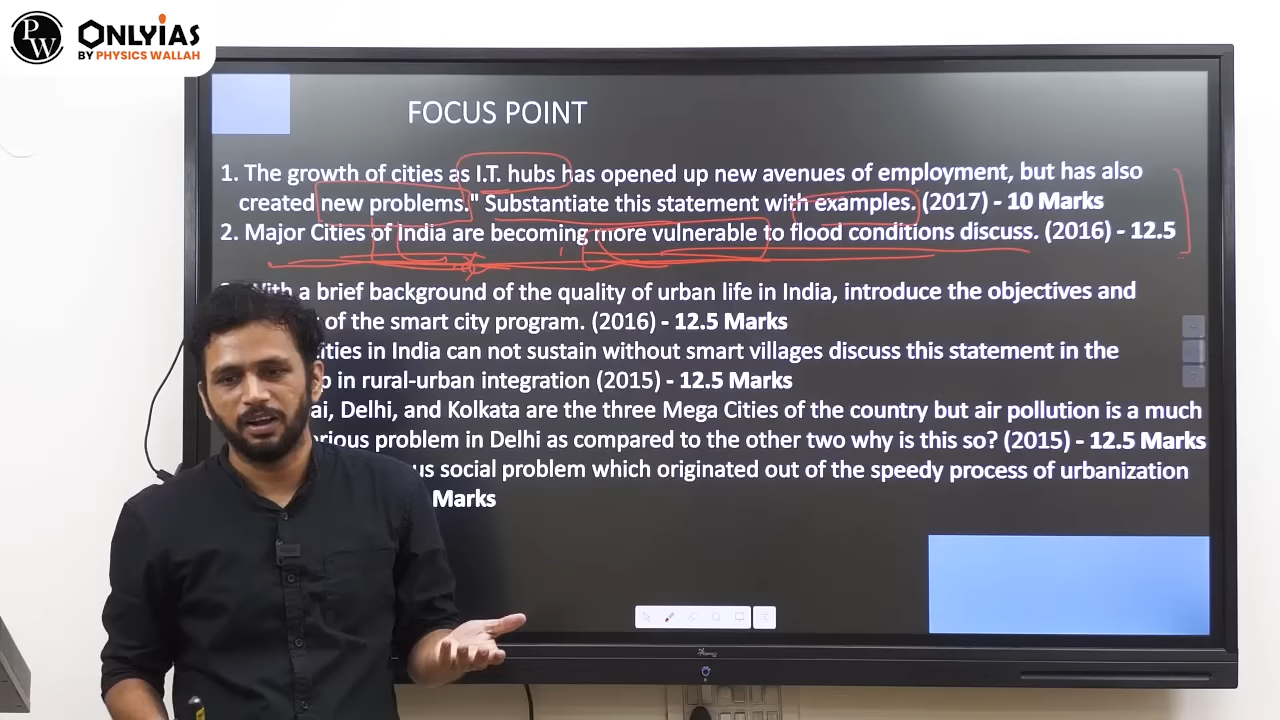 PW
ONLYIAS
BY PHYSICS WALLAH
FOCUS POINT
1. The growth of cities as I.T. hubs has opened up new avenues of employment, but has also
created new problems." Substantiate this statement with examples. (2017) - 10 Marks
2. Major Cities of India are becoming more vulnerable to flood conditions discuss. (2016) - 12.5
With a brief background of the quality of urban life in India, introduce the objectives and
of the smart city program. (2016) - 12.5 Marks
ities in India can not sustain without smart villages discuss this statement in the
in rural-urban integration (2015) - 12.5 Marks
ai, Delhi, and Kolkata are the three Mega Cities of the country but air pollution is a much
rious problem in Delhi as compared to the other two why is this so? (2015) - 12.5 Marks
us social problem which originated out of the speedy process of urbanization
Marks